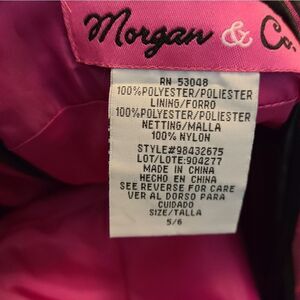 Morgan & Co.
RN 53048
100%POLYESTER/POLIESTER
LINING/FORRO
100%POLYESTER/POLIESTER
NETTING/MALLA
100% NYLON
STYLE#98432675
LOT/LOTE:904277
MADE IN CHINA
HECHO EN CHINA
SEE REVERSE FOR CARE
VER AL DORSO PARA
CUIDADO
SIZE/TALLA
5/6